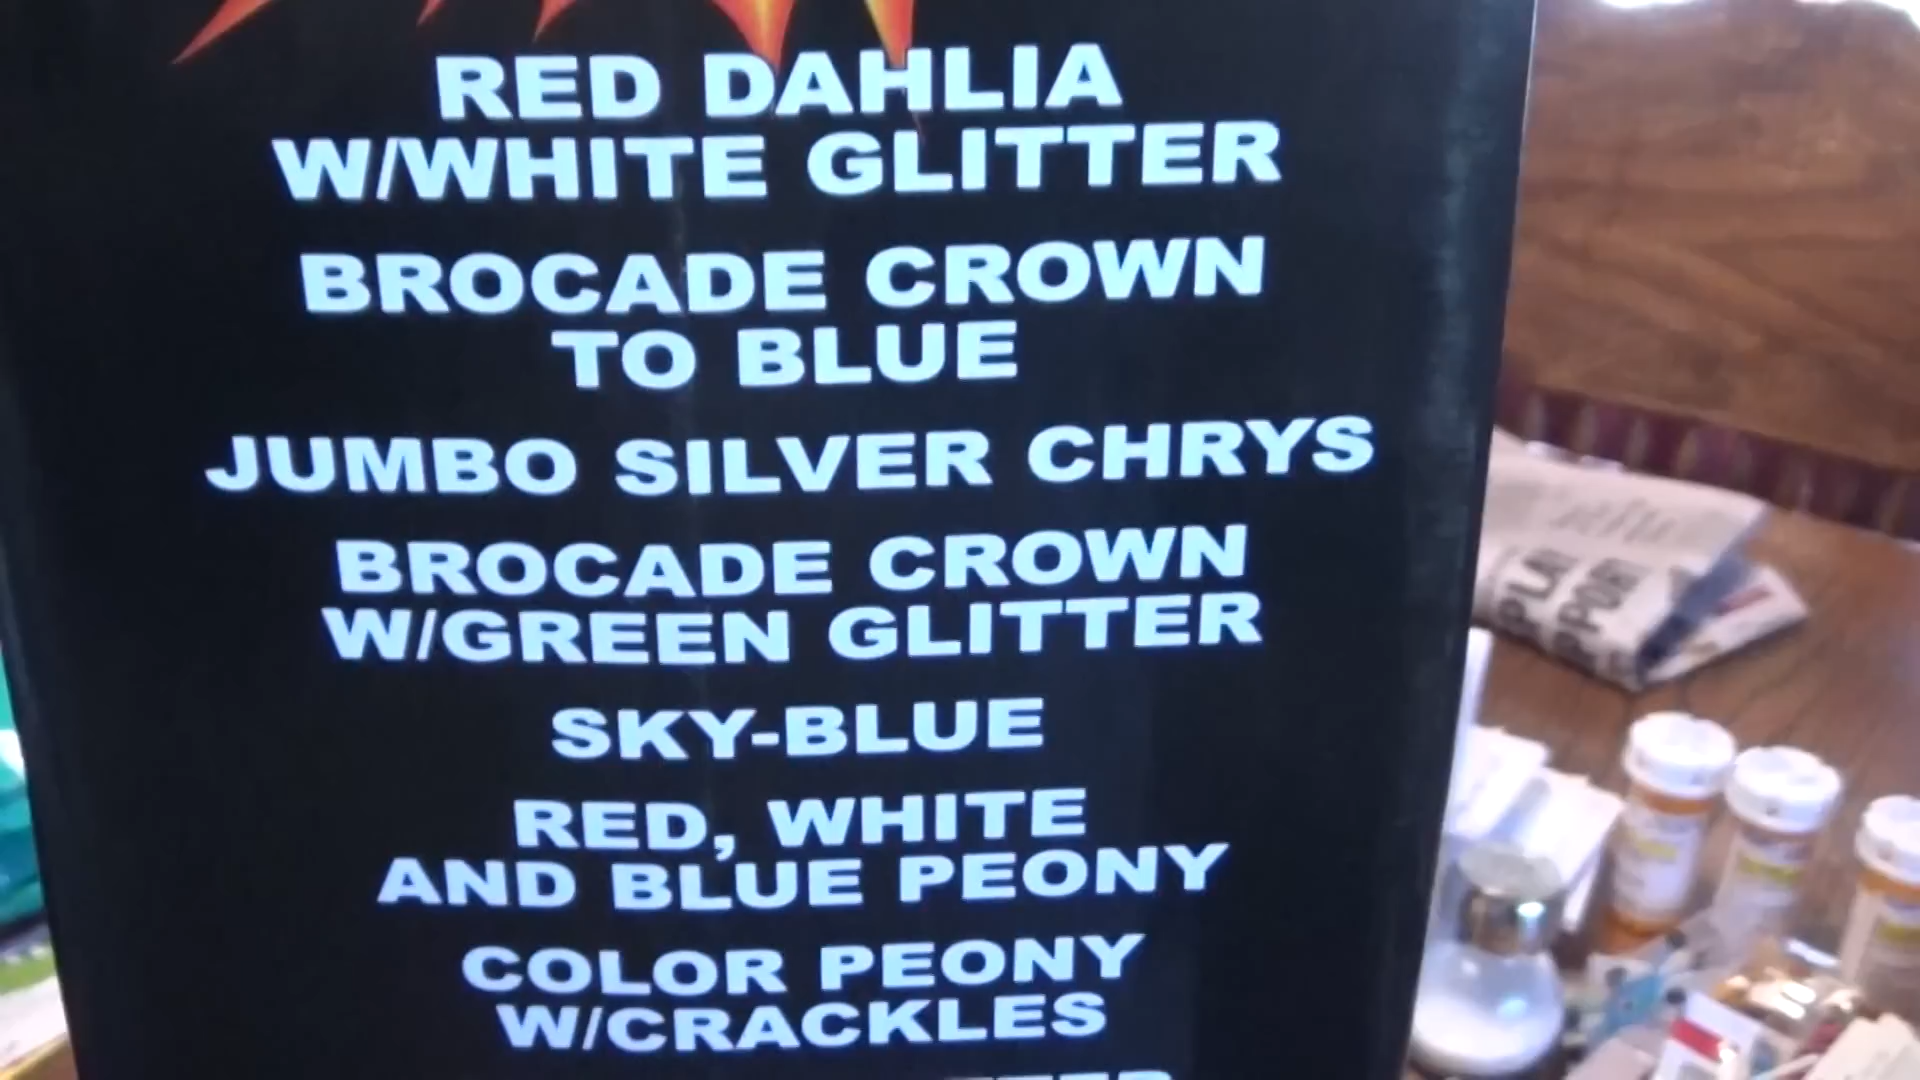 RED DAHLIA
W/WHITE GLITTER
BROCADE CROWN
TO BLUE
JUMBO SILVER CHRYS
BROCADE CROWN
W/GREEN GLITTER
SKY-BLUE
RED, WHITE
AND BLUE PEONY
COLOR PEONY
W/CRACKLES